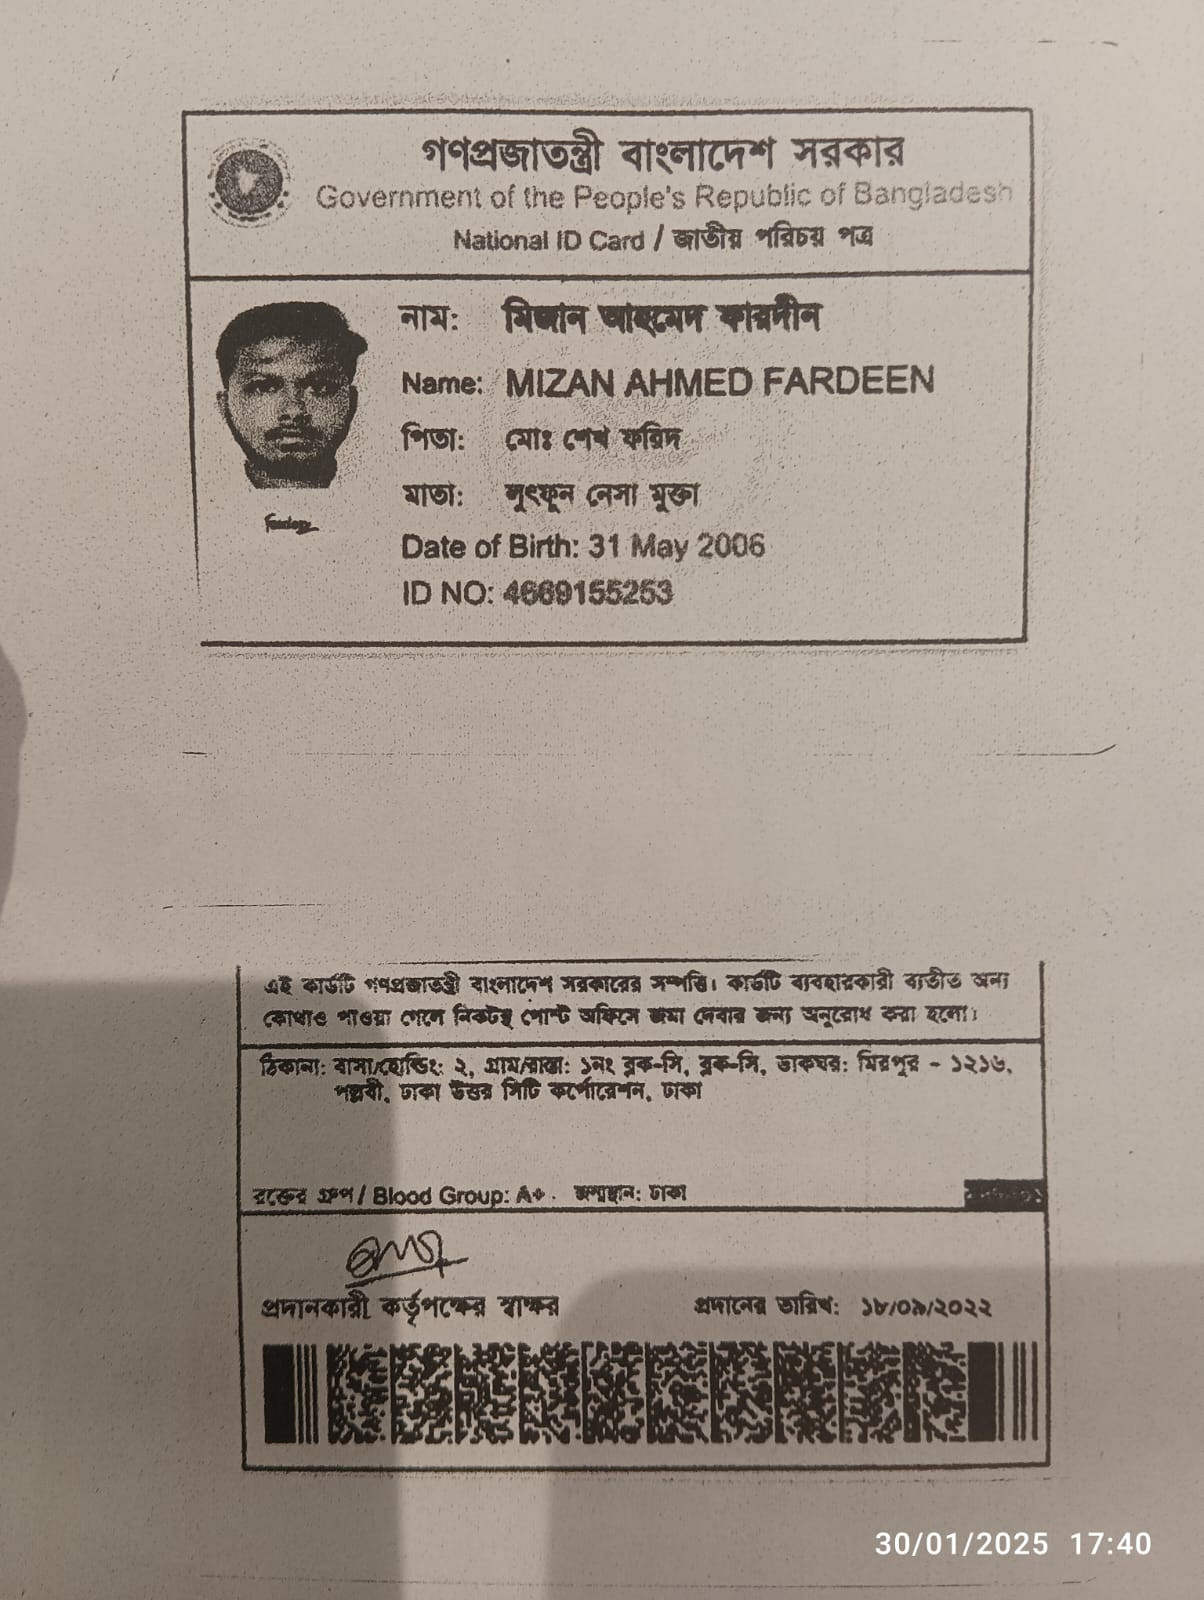 গণপ্রজাতন্ত্রী বাংলাদেশ সরকার
Government of the People's Republic of Bangladesh
National ID Card / জাতীয় পরিচয় পত্র
নাম: মিজান আহমেদ ফারদীন
Name: MIZAN AHMED FARDEEN
পিতা: মোঃ শেখ ফরিদ
মাতা: লুৎফুন নেসা মুক্তা
Date of Birth: 31 May 2006
ID NO: 4669155253
এই কার্ডটি গণপ্রজাতন্ত্রী বাংলাদেশ সরকারের সম্পত্তি। কার্ডটি ব্যবহারকারী ব্যতীত অন্য
কোথাও পাওয়া গেলে নিকটস্থ পোস্ট অফিসে জমা দেবার জন্য অনুরোধ করা হলো।
ঠিকানা: বাসা/হোল্ডিং: ২, গ্রাম/রাস্তা: ১নং ব্লক-সি, ব্লক-সি, ডাকঘর: মিরপুর - ১২১৬,
পল্লবী, ঢাকা উত্তর সিটি কর্পোরেশন, ঢাকা
রক্তের গ্রুপ / Blood Group: A+ জন্মস্থান: ঢাকা
প্রদানকারী কর্তৃপক্ষের স্বাক্ষর প্রদানের তারিখ: ১৮/০৯/২০২২
30/01/2025 17:40